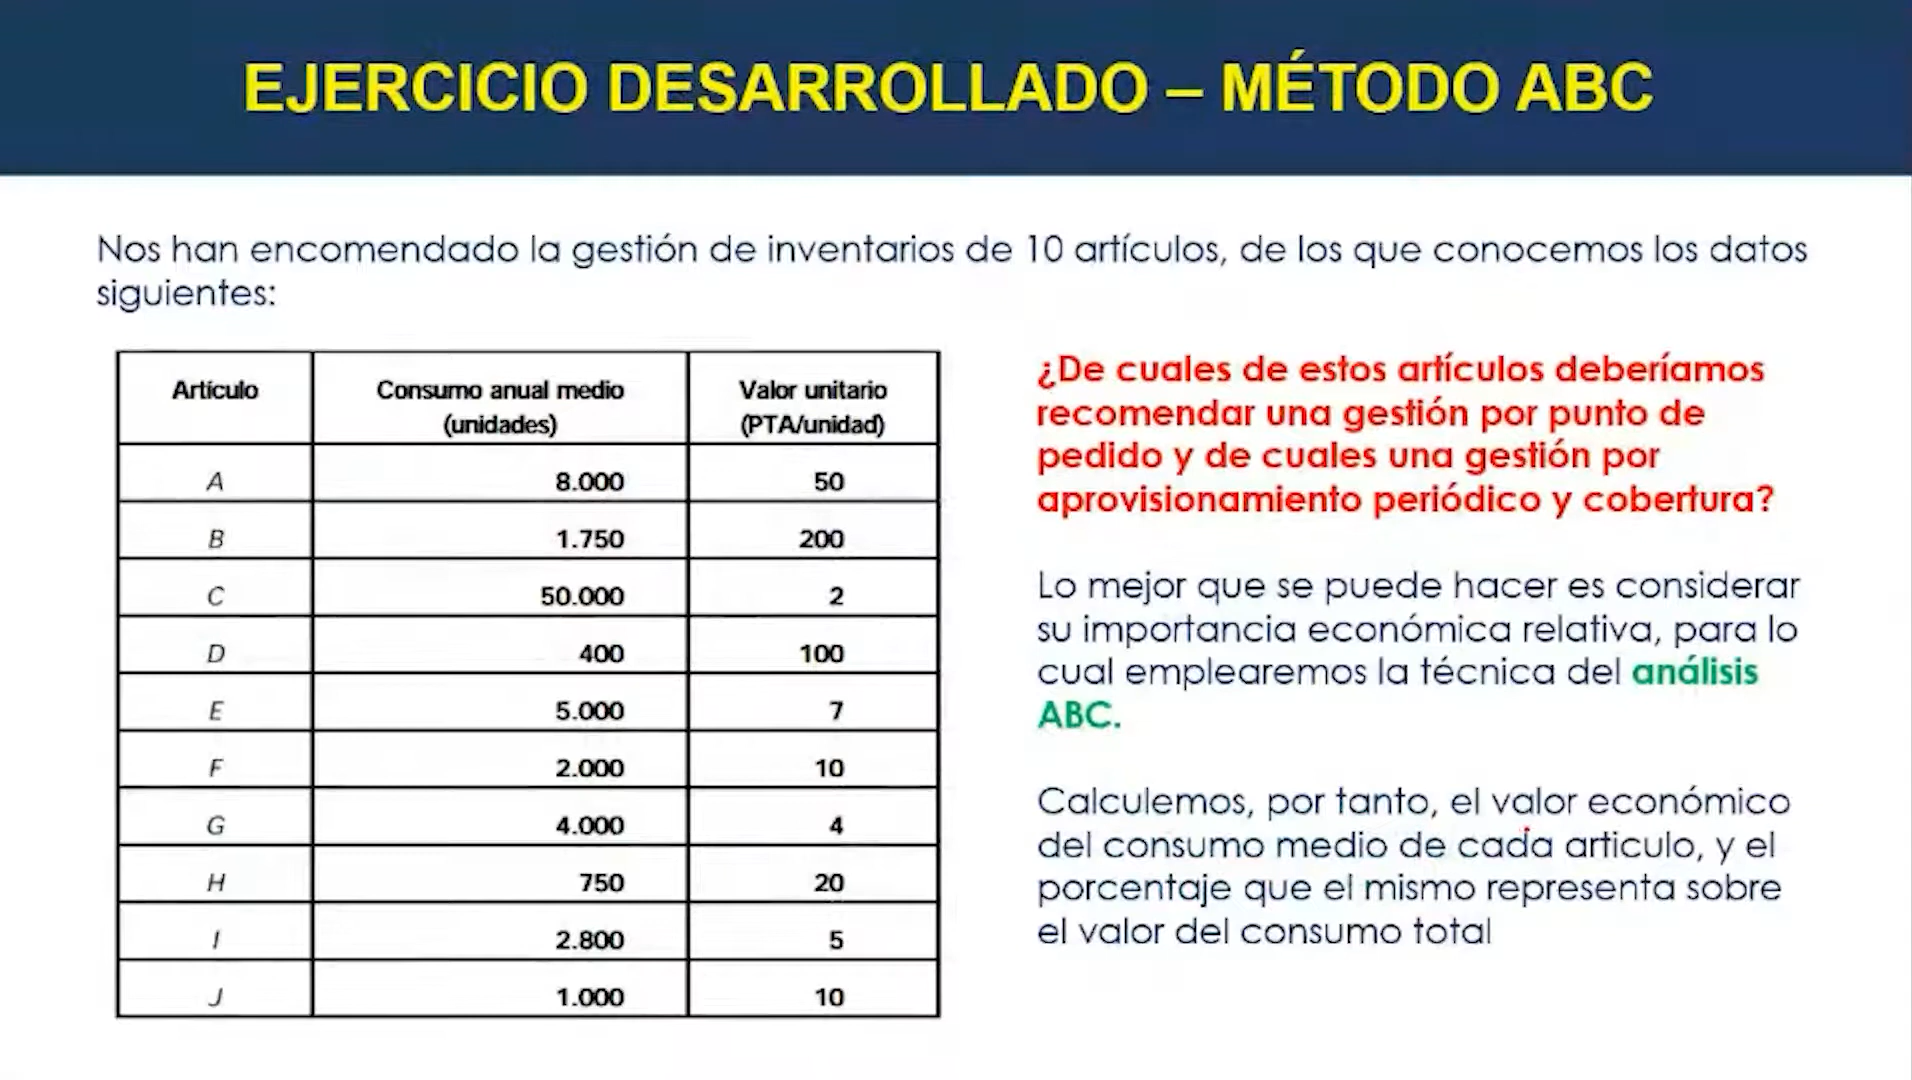 EJERCICIO DESARROLLADO – MÉTODO ABC
Nos han encomendado la gestión de inventarios de 10 artículos, de los que conocemos los datos
siguientes:
Artículo Consumo anual medio (unidades) Valor unitario (PTA/unidad)
A 8.000 50
B 1.750 200
C 50.000 2
D 400 100
E 5.000 7
F 2.000 10
G 4.000 4
H 750 20
I 2.800 5
J 1.000 10
¿De cuales de estos artículos deberíamos
recomendar una gestión por punto de
pedido y de cuales una gestión por
aprovisionamiento periódico y cobertura?
Lo mejor que se puede hacer es considerar
su importancia económica relativa, para lo
cual emplearemos la técnica del análisis
ABC.
Calculemos, por tanto, el valor económico
del consumo medio de cada articulo, y el
porcentaje que el mismo representa sobre
el valor del consumo total